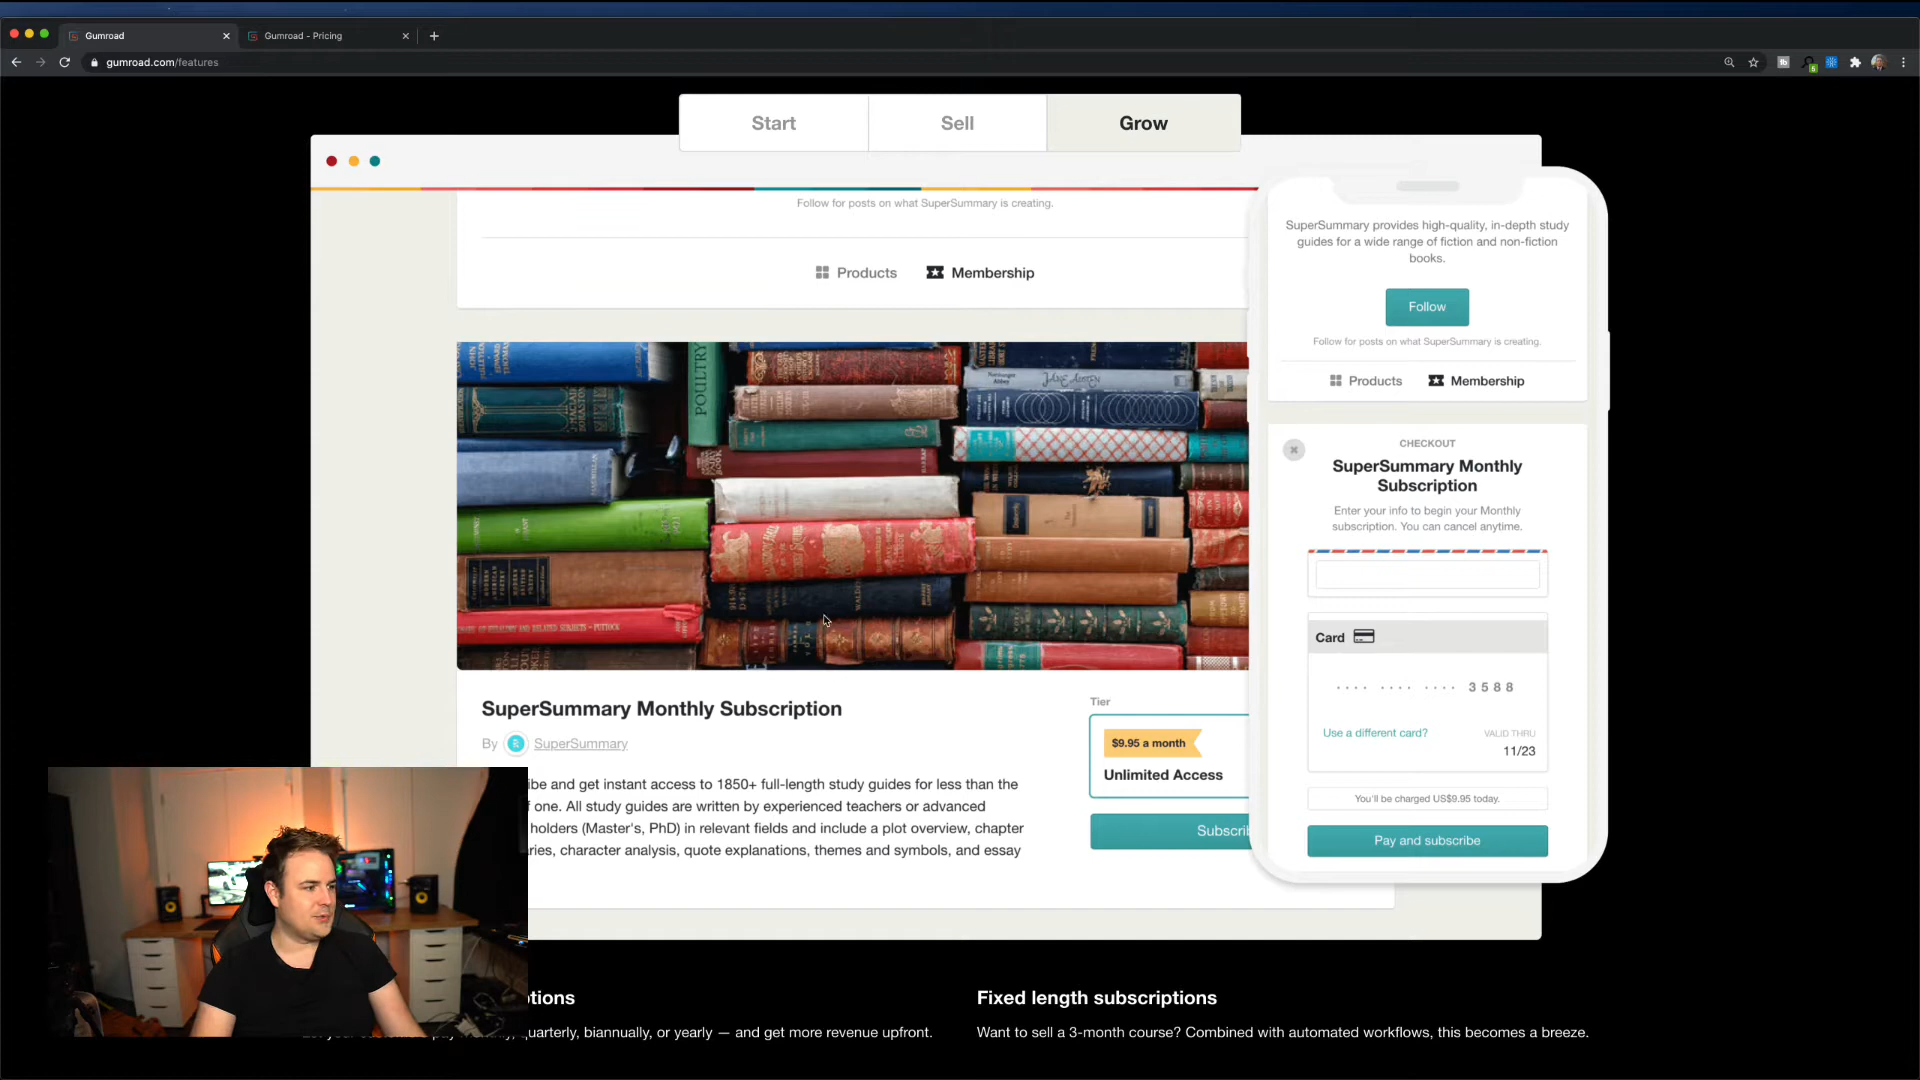 Gumroad
Gumroad - Pricing
gumroad.com/features
Start
Sell
Grow
Follow for posts on what SuperSummary is creating.
Products
Membership
POULTRY
JANE AUSTEN
SuperSummary Monthly Subscription
By SuperSummary
be and get instant access to 1850+ full-length study guides for less than the
of one. All study guides are written by experienced teachers or advanced
holders (Master's, PhD) in relevant fields and include a plot overview, chapter
ries, character analysis, quote explanations, themes and symbols, and essay
Tier
$9.95 a month
Unlimited Access
Subscrib
SuperSummary provides high-quality, in-depth study
guides for a wide range of fiction and non-fiction
books.
Follow
Follow for posts on what SuperSummary is creating.
Products
Membership
CHECKOUT
SuperSummary Monthly
Subscription
Enter your info to begin your Monthly
subscription. You can cancel anytime.
Card
···· ···· ···· 3588
Use a different card?
VALID THRU
11/23
You'll be charged US$9.95 today.
Pay and subscribe
tions
quarterly, biannually, or yearly — and get more revenue upfront.
Fixed length subscriptions
Want to sell a 3-month course? Combined with automated workflows, this becomes a breeze.